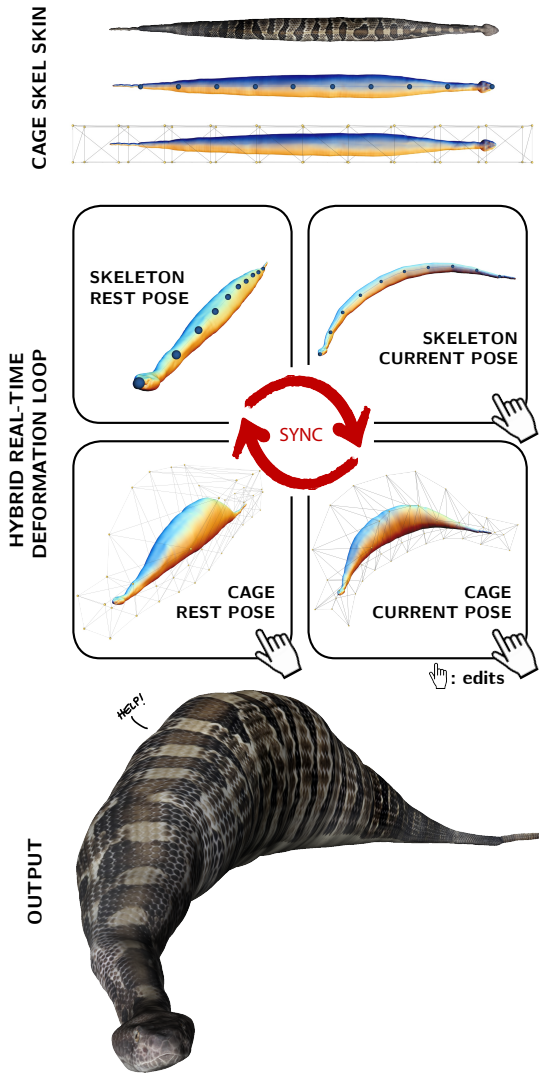 CAGE SKEL SKIN
SKELETON
REST POSE
SKELETON
CURRENT POSE
SYNC
HYBRID REAL-TIME
DEFORMATION LOOP
CAGE
REST POSE
CAGE
CURRENT POSE
: edits
HELP!
OUTPUT